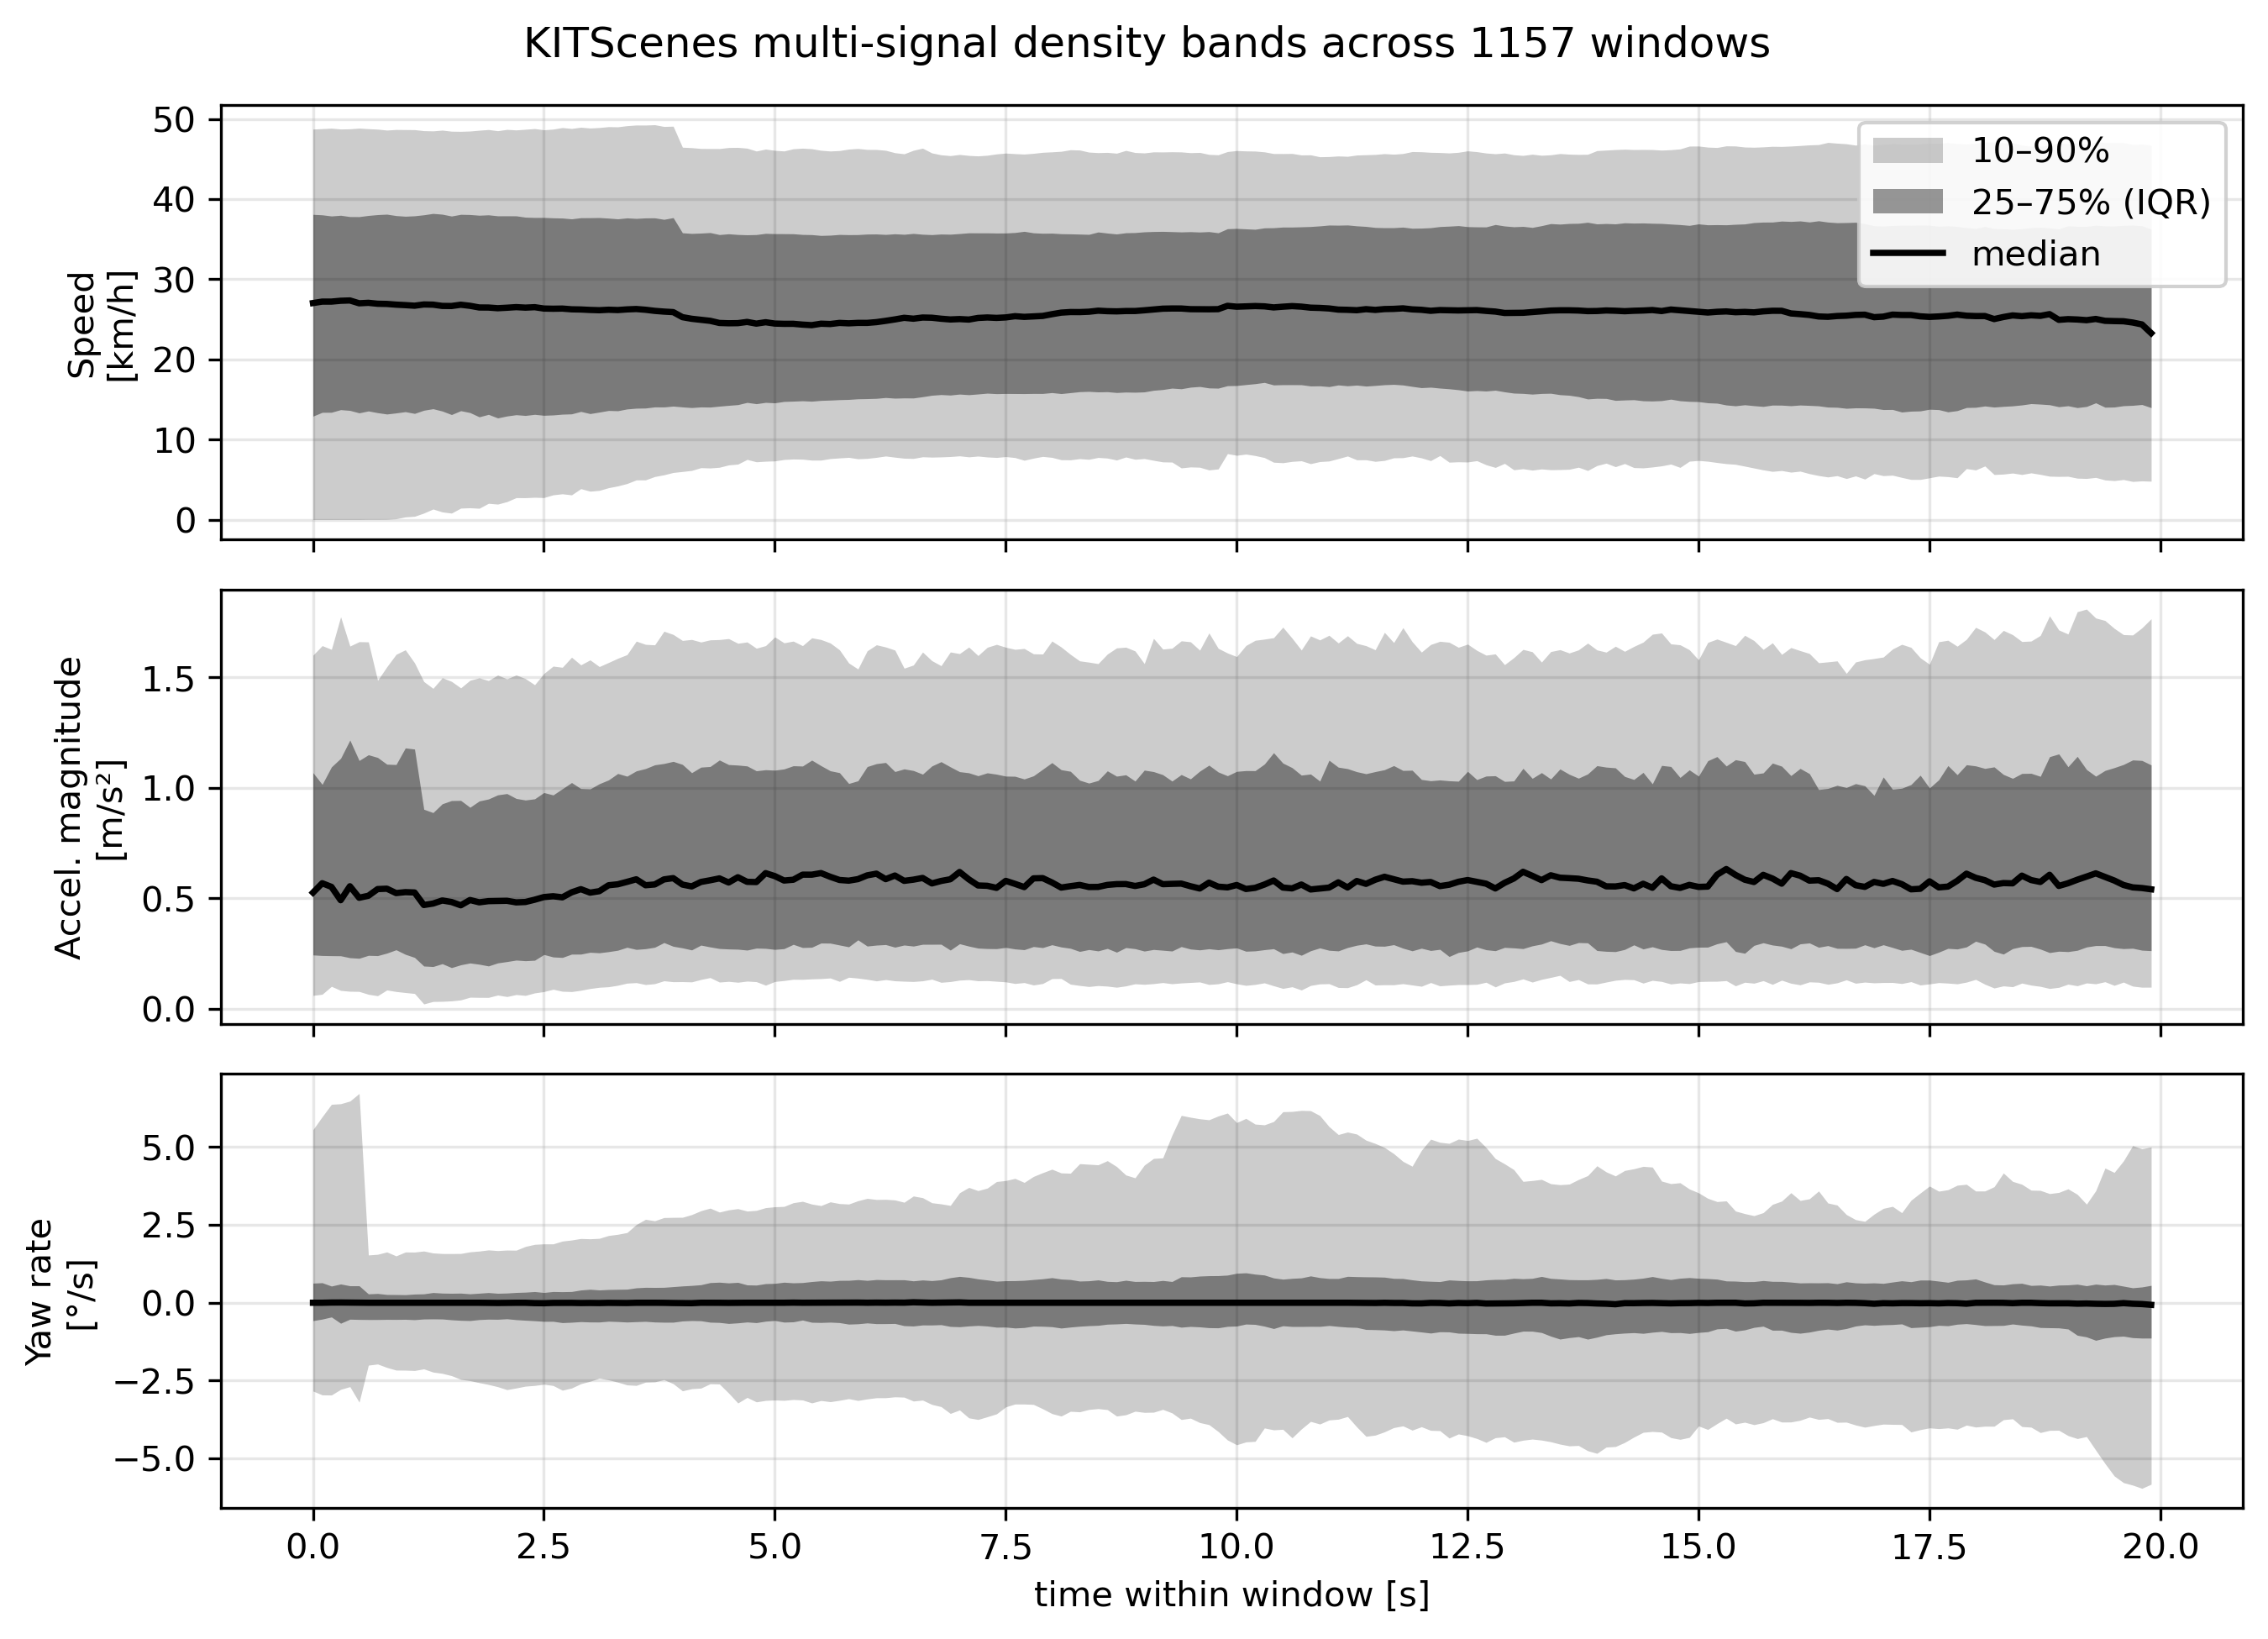 KITScenes multi-signal density bands across 1157 windows
Speed
[km/h]
50
40
30
20
10
0
10–90%
25–75% (IQR)
median
Accel. magnitude
[m/s²]
1.5
1.0
0.5
0.0
Yaw rate
[°/s]
5.0
2.5
0.0
−2.5
−5.0
0.0 2.5 5.0 7.5 10.0 12.5 15.0 17.5 20.0
time within window [s]